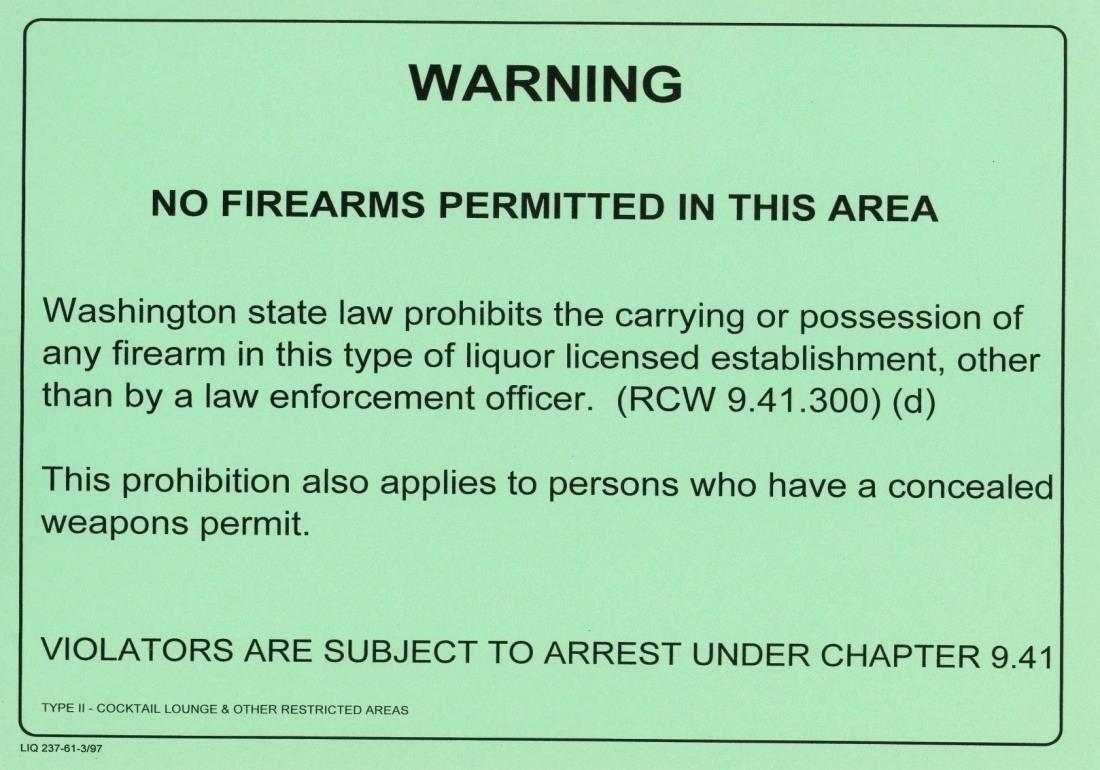 WARNING
NO FIREARMS PERMITTED IN THIS AREA
Washington state law prohibits the carrying or possession of
any firearm in this type of liquor licensed establishment, other
than by a law enforcement officer.  (RCW 9.41.300) (d)
This prohibition also applies to persons who have a concealed
weapons permit.
VIOLATORS ARE SUBJECT TO ARREST UNDER CHAPTER 9.41
TYPE II - COCKTAIL LOUNGE & OTHER RESTRICTED AREAS
LIQ 237-61-3/97